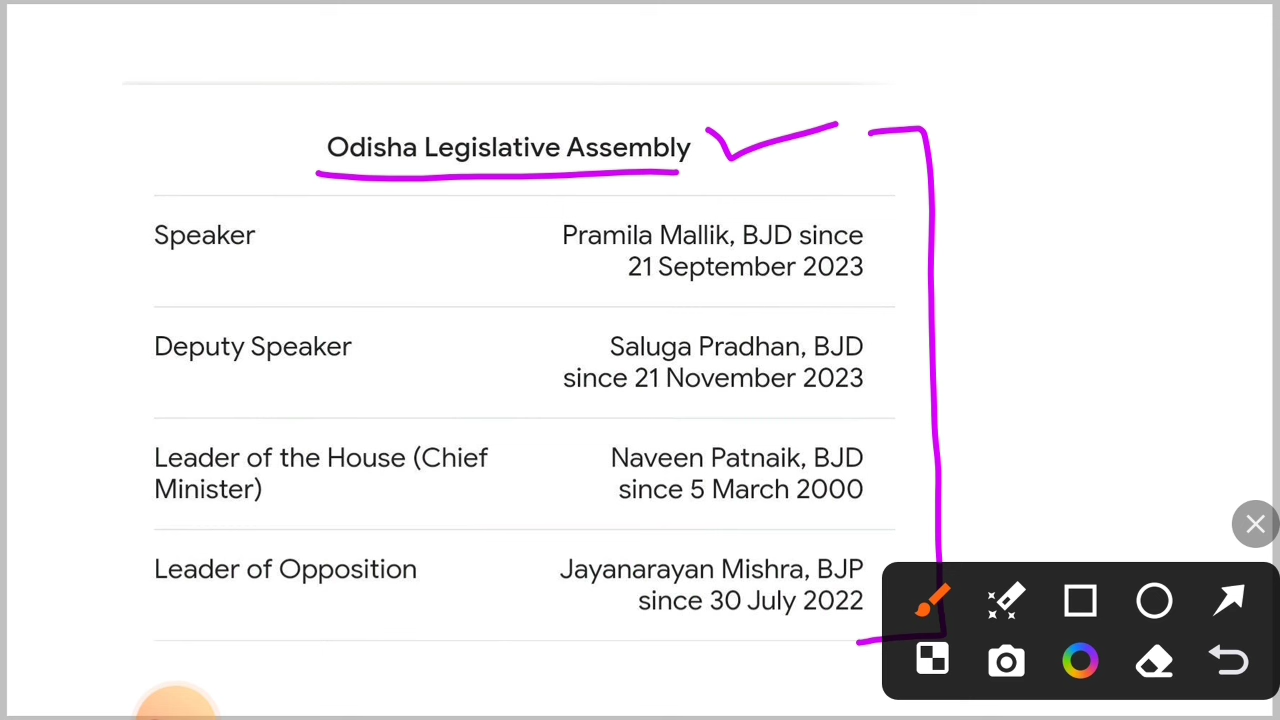 Odisha Legislative Assembly
Speaker
Pramila Mallik, BJD since
21 September 2023
Deputy Speaker
Saluga Pradhan, BJD
since 21 November 2023
Leader of the House (Chief
Minister)
Naveen Patnaik, BJD
since 5 March 2000
Leader of Opposition
Jayanarayan Mishra, BJP
since 30 July 2022